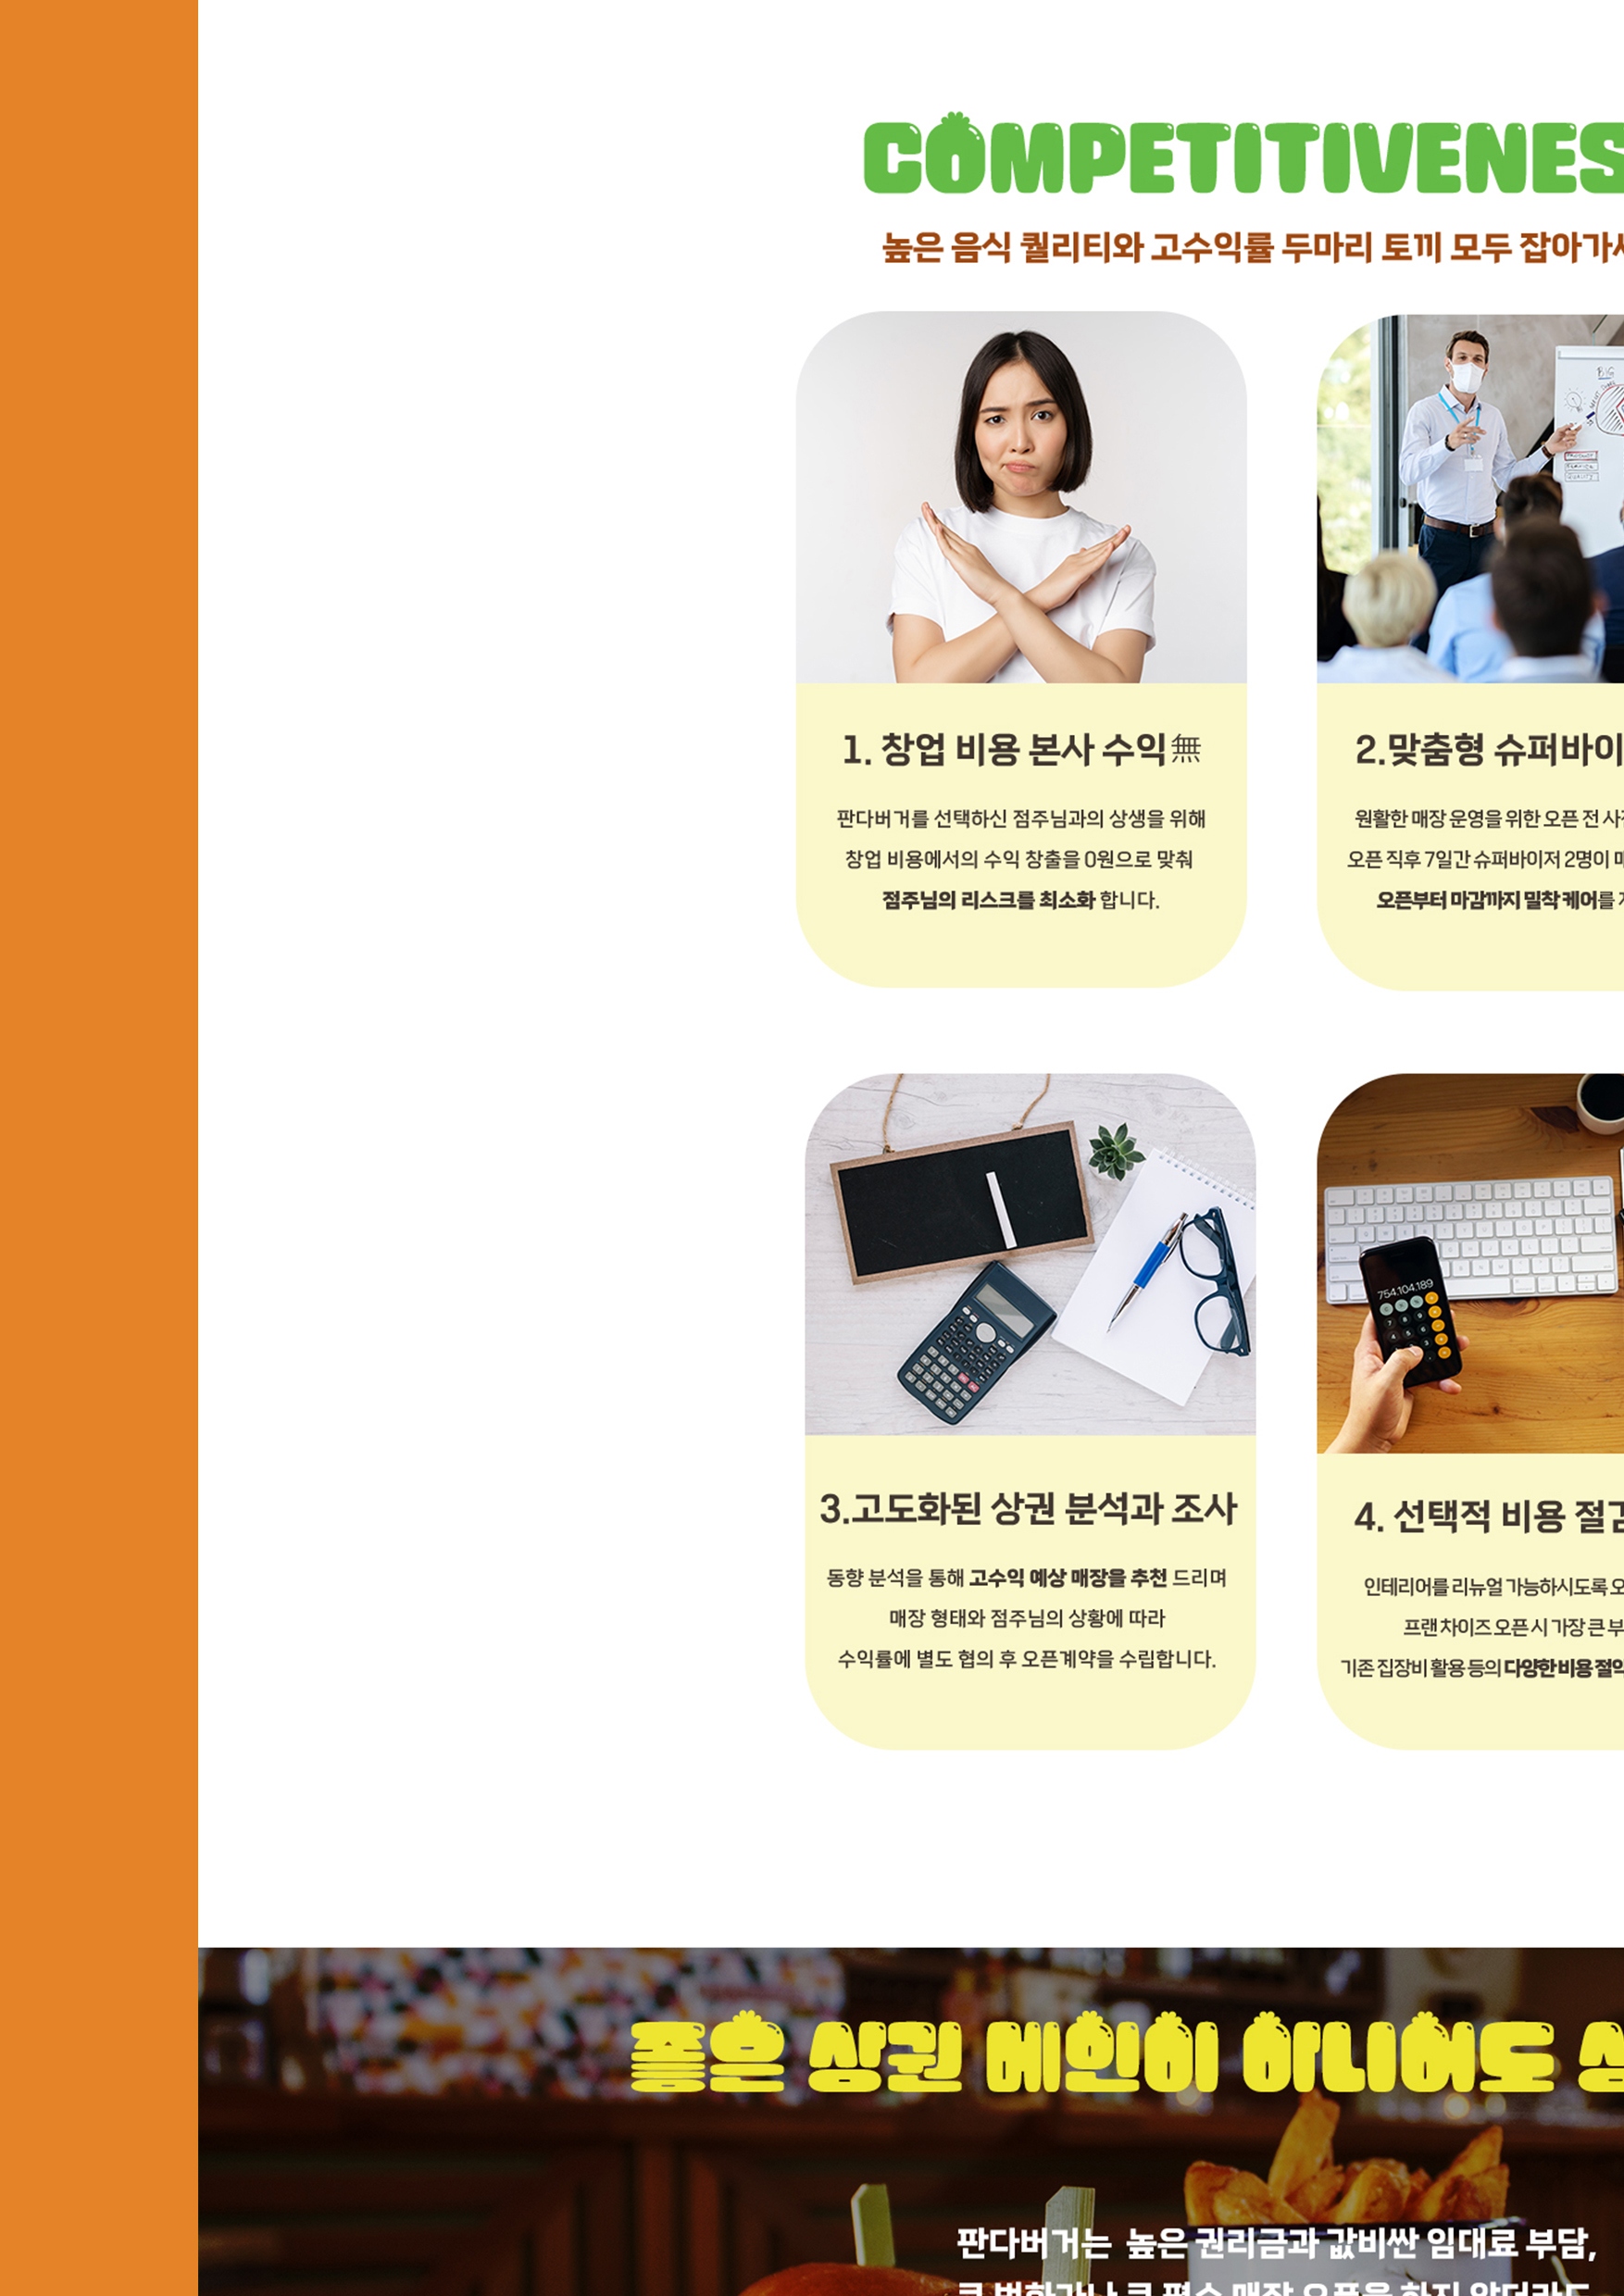 COMPETITIVENES
높은 음식 퀄리티와 고수익률 두마리 토끼 모두 잡아가
1. 창업 비용 본사 수익無
판다버거를 선택하신 점주님과의 상생을 위해
창업 비용에서의 수익 창출을 0원으로 맞춰
점주님의 리스크를 최소화 합니다.
BIG
2.맞춤형 슈퍼바이
원활한 매장 운영을 위한 오픈 전 사
오픈 직후 7일간 슈퍼바이저 2명이
오픈부터 마감까지 밀착 케어를
3.고도화된 상권 분석과 조사
동향 분석을 통해 고수익 예상 매장을 추천 드리며
매장 형태와 점주님의 상황에 따라
수익률에 별도 협의 후 오픈계약을 수립합니다.
754,104,189
4. 선택적 비용 절
인테리어를 리뉴얼 가능하시도록 오
프랜차이즈 오픈 시 가장 큰 부
기존 집장비 활용 등의 다양한 비용 절약
좋은 상권 메인이 아니어도
판다버거는 높은 권리금과 값비싼 임대료 부담,